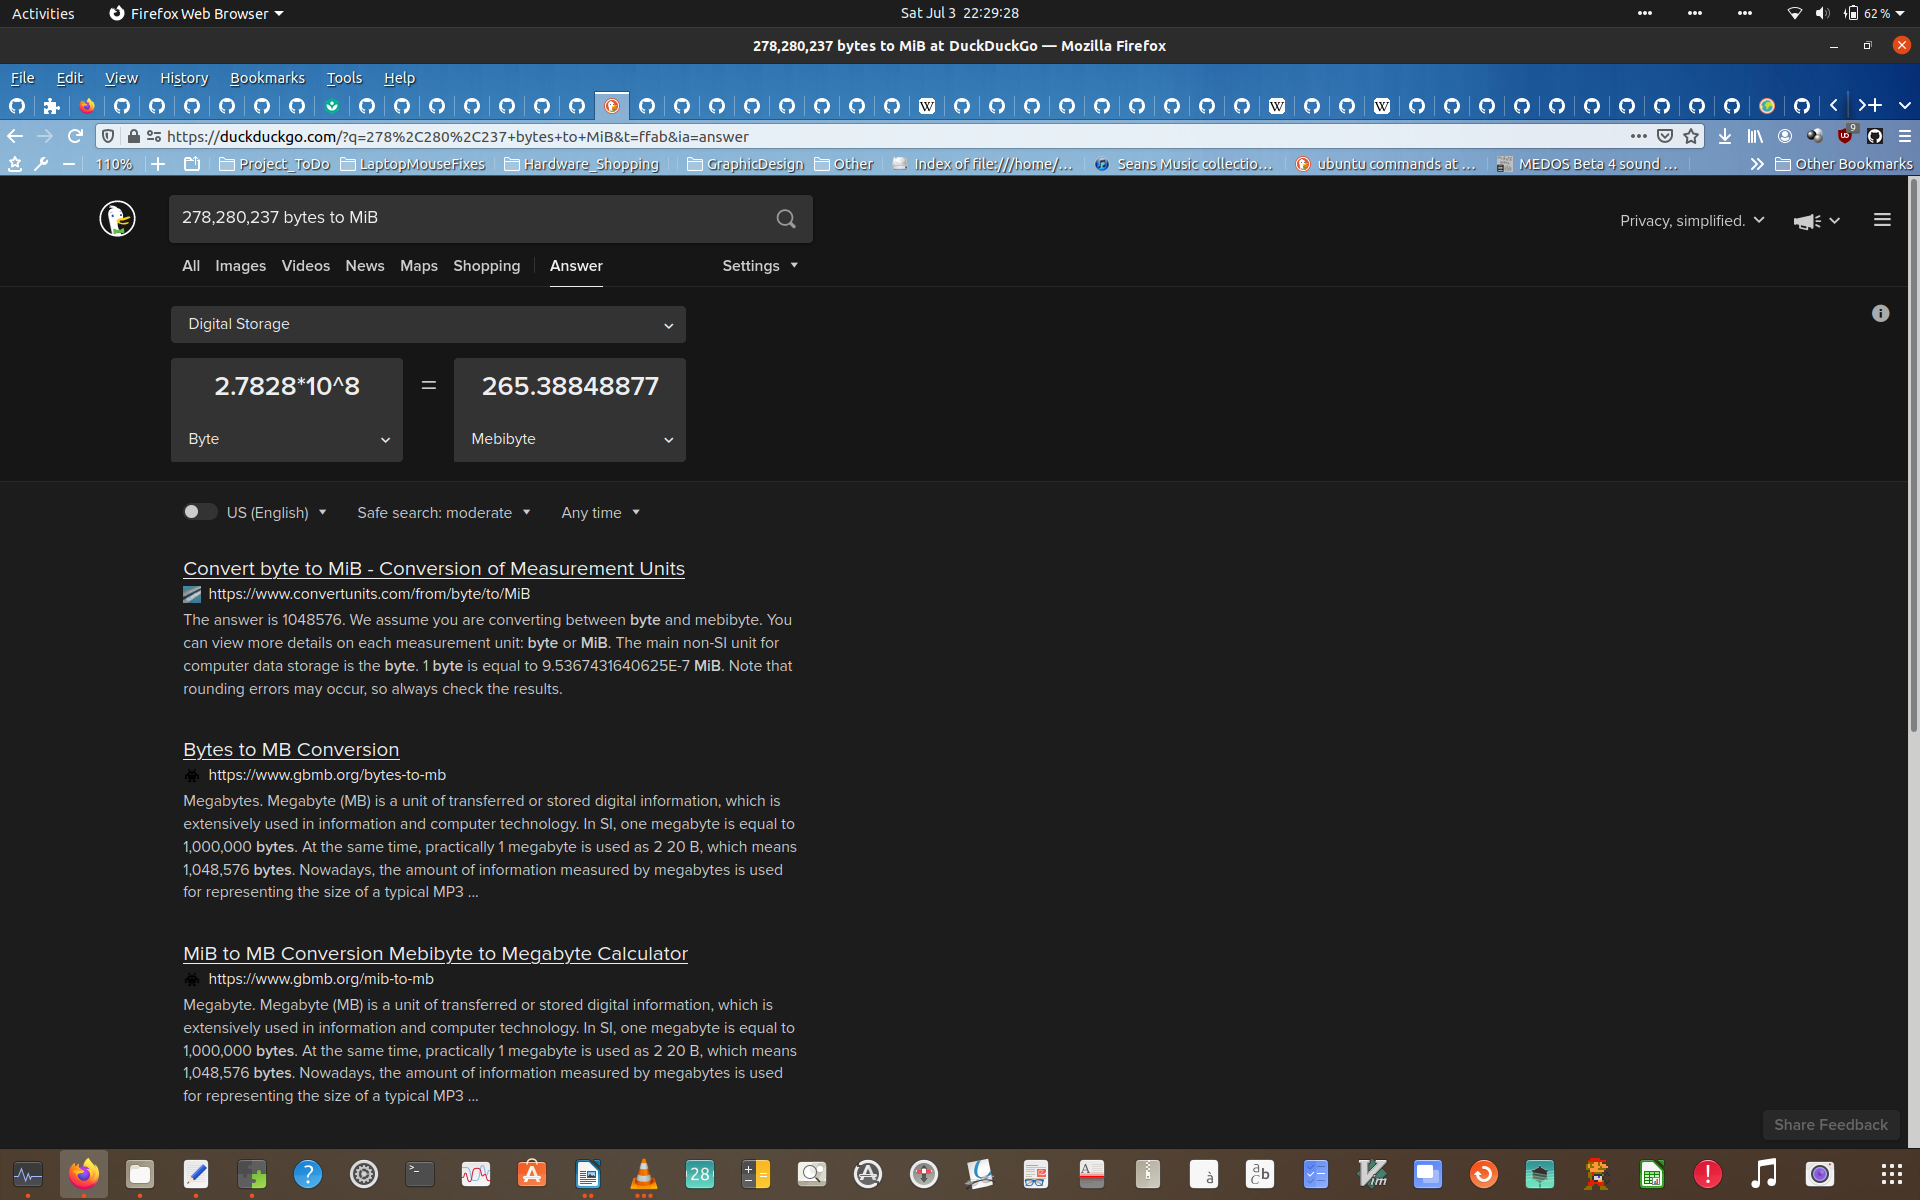 Activities
Firefox Web Browser
Sat Jul 3 22:29:28
62 %
278,280,237 bytes to MiB at DuckDuckGo — Mozilla Firefox
File Edit View History Bookmarks Tools Help
https://duckduckgo.com/?q=278%2C280%2C237+bytes+to+MiB&t=ffab&ia=answer
9
110%
Project_ToDo
LaptopMouseFixes
Hardware_Shopping
GraphicDesign
Other
Index of file:///home/...
Seans Music collectio...
ubuntu commands at ...
MEDOS Beta 4 sound ...
Other Bookmarks
278,280,237 bytes to MiB
Privacy, simplified.
All Images Videos News Maps Shopping Answer Settings
Digital Storage
2.7828*10^8 = 265.38848877
Byte Mebibyte
US (English) Safe search: moderate Any time
Convert byte to MiB - Conversion of Measurement Units
https://www.convertunits.com/from/byte/to/MiB
The answer is 1048576. We assume you are converting between byte and mebibyte. You
can view more details on each measurement unit: byte or MiB. The main non-SI unit for
computer data storage is the byte. 1 byte is equal to 9.5367431640625E-7 MiB. Note that
rounding errors may occur, so always check the results.
Bytes to MB Conversion
https://www.gbmb.org/bytes-to-mb
Megabytes. Megabyte (MB) is a unit of transferred or stored digital information, which is
extensively used in information and computer technology. In SI, one megabyte is equal to
1,000,000 bytes. At the same time, practically 1 megabyte is used as 2 20 B, which means
1,048,576 bytes. Nowadays, the amount of information measured by megabytes is used
for representing the size of a typical MP3 ...
MiB to MB Conversion Mebibyte to Megabyte Calculator
https://www.gbmb.org/mib-to-mb
Megabyte. Megabyte (MB) is a unit of transferred or stored digital information, which is
extensively used in information and computer technology. In SI, one megabyte is equal to
1,000,000 bytes. At the same time, practically 1 megabyte is used as 2 20 B, which means
1,048,576 bytes. Nowadays, the amount of information measured by megabytes is used
for representing the size of a typical MP3 ...
Share Feedback
28